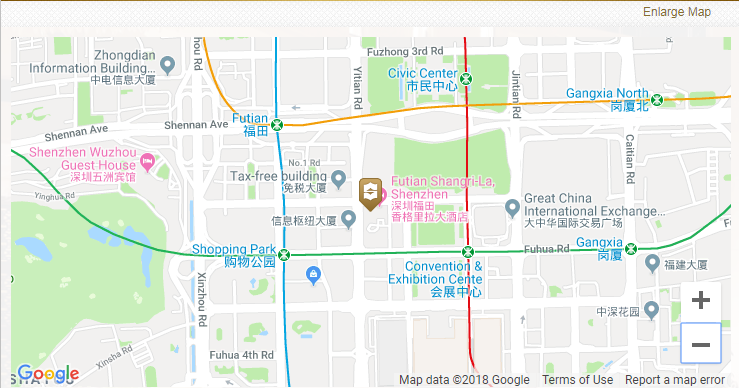 Enlarge Map
Fuzhong 3rd Rd
Zhongdian
Information Building...
中电信息大厦
Xinzhou Rd
Yitian Rd
Civic Center
市民中心
Jintian Rd
Gangxia North
岗厦北
Futian
福田
Shennan Ave
Shennan Ave
Caitian Rd
Shenzhen Wuzhou
Guest House
深圳五洲宾馆
No.1 Rd
Tax-free building
免税大厦
Futian Shangri-La,
Shenzhen
深圳福田
香格里拉大酒店
Yinghua Rd
信息枢纽大厦
Great China
International Exchange...
大中华国际交易广场
Shopping Park
购物公园
Fuhua Rd
Gangxia
岗厦
Convention &
Exhibition Cente
会展中心
福建大厦
Xinzhou Rd
中深花园
Xinsha Rd
Fuhua 4th Rd
Google
Map data ©2018 Google
Terms of Use
Report a map error